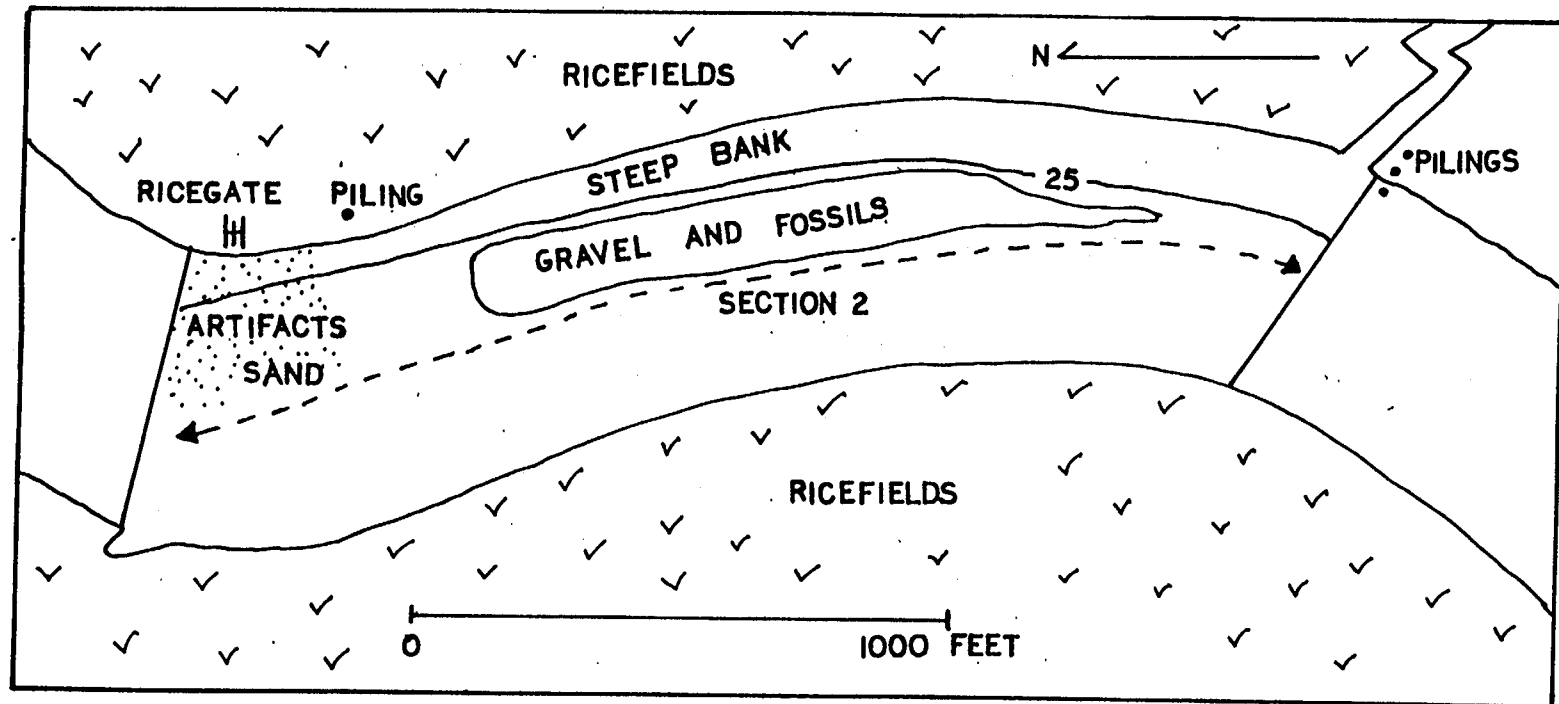 RICEFIELDS
N
STEEP BANK
25
PILINGS
RICEGATE
PILING
GRAVEL AND FOSSILS
SECTION 2
ARTIFACTS
SAND
RICEFIELDS
0 1000 FEET